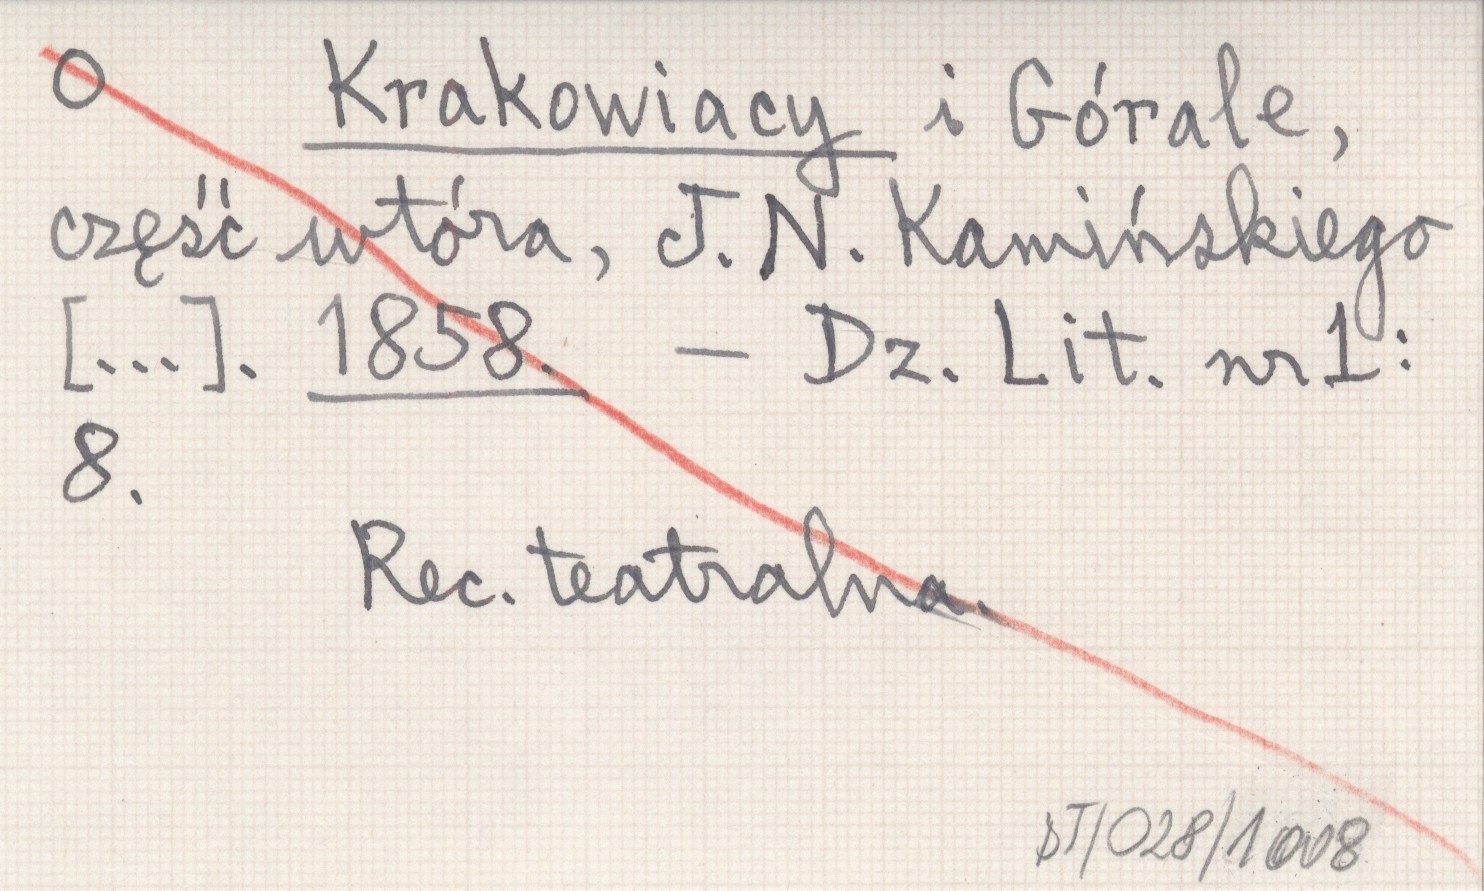 O Krakowiacy i Górale,
część wtóra, J. N. Kamińskiego
[...]. 1858. — Dz. Lit. nr 1:
8.
Rec. teatralna.
DT/028/1008